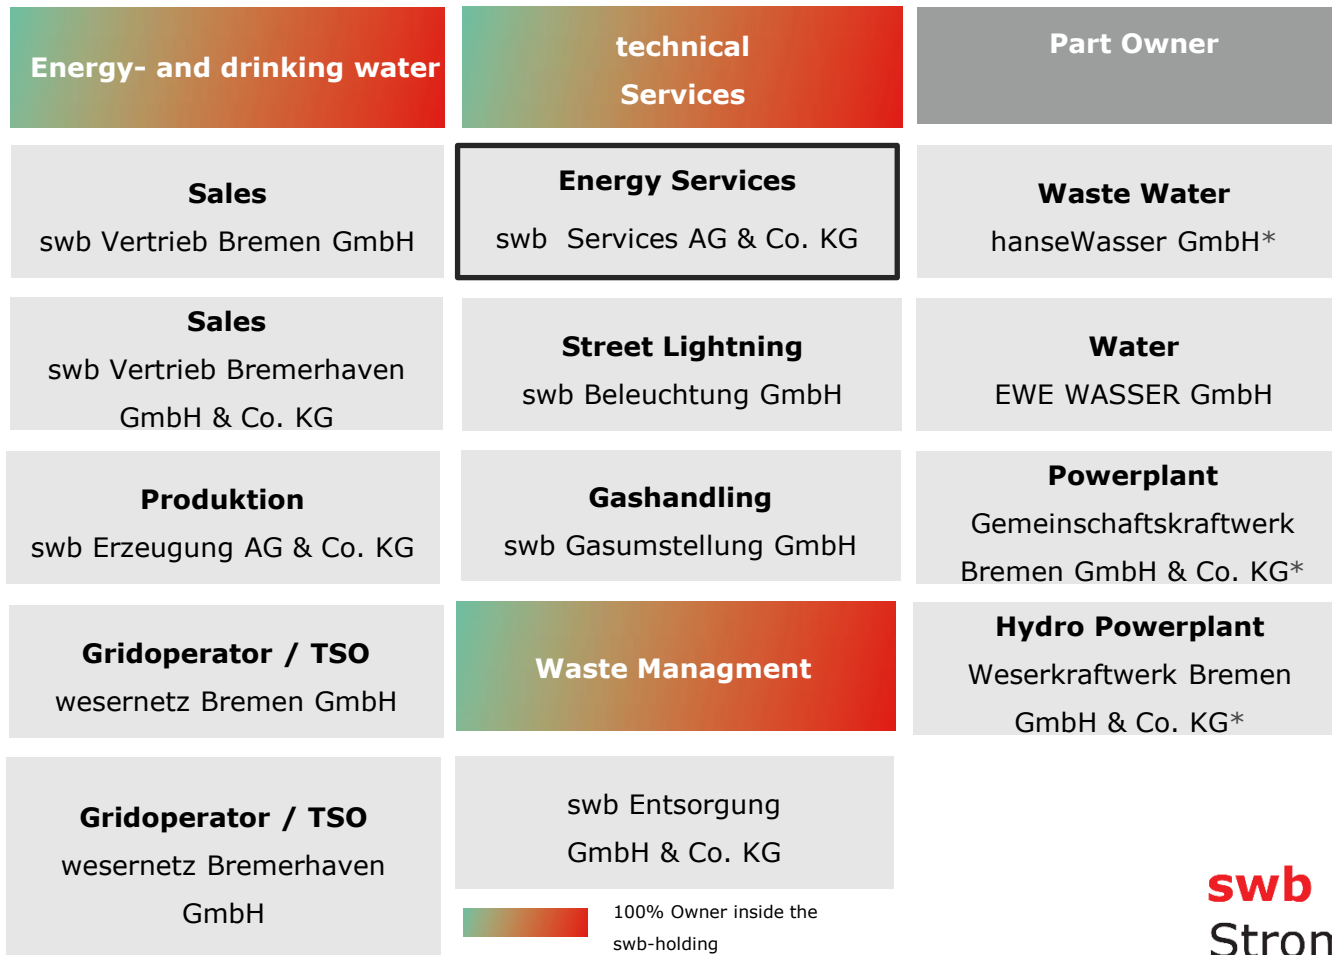 Energy- and drinking water
Sales
swb Vertrieb Bremen GmbH
Sales
swb Vertrieb Bremerhaven
GmbH & Co. KG
Produktion
swb Erzeugung AG & Co. KG
Gridoperator / TSO
wesernetz Bremen GmbH
Gridoperator / TSO
wesernetz Bremerhaven
GmbH
technical
Services
Energy Services
swb Services AG & Co. KG
Street Lightning
swb Beleuchtung GmbH
Gashandling
swb Gasumstellung GmbH
Waste Managment
swb Entsorgung
GmbH & Co. KG
100% Owner inside the
swb-holding
Part Owner
Waste Water
hanseWasser GmbH*
Water
EWE WASSER GmbH
Powerplant
Gemeinschaftskraftwerk
Bremen GmbH & Co. KG*
Hydro Powerplant
Weserkraftwerk Bremen
GmbH & Co. KG*
swb
Strom